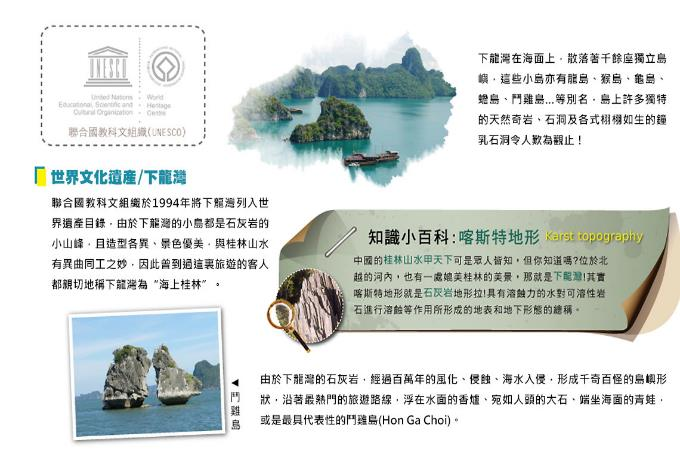 United Nations
Educational, Scientific and
Cultural Organization
World
Heritage
Centre
聯合國教科文組織(UNESCO)
下龍灣在海面上，散落著千餘座獨立島
嶼，這些小島亦有龍島、猴島、龜島、
蟾島、鬥雞島...等別名，島上許多獨特
的天然奇岩、石洞及各式栩栩如生的鐘
乳石洞令人歎為觀止！
世界文化遺產/下龍灣
聯合國教科文組織於1994年將下龍灣列入世
界遺產目錄，由於下龍灣的小島都是石灰岩的
小山峰，且造型各異、景色優美，與桂林山水
有異曲同工之妙，因此曾到過這裏旅遊的客人
都親切地稱下龍灣為“海上桂林”。
知識小百科:喀斯特地形 Karst topography
中國的桂林山水甲天下可是眾人皆知，但你知道嗎?位於北
越的河內，也有一處媲美桂林的美景，那就是下龍灣!其實
喀斯特地形就是石灰岩地形拉!具有溶蝕力的水對可溶性岩
石進行溶蝕等作用所形成的地表和地下形態的總稱。
◀鬥雞島
由於下龍灣的石灰岩，經過百萬年的風化、侵蝕、海水入侵，形成千奇百怪的島嶼形
狀，沿著最熱門的旅遊路線，浮在水面的香爐、宛如人頭的大石、端坐海面的青蛙，
或是最具代表性的鬥雞島(Hon Ga Choi)。